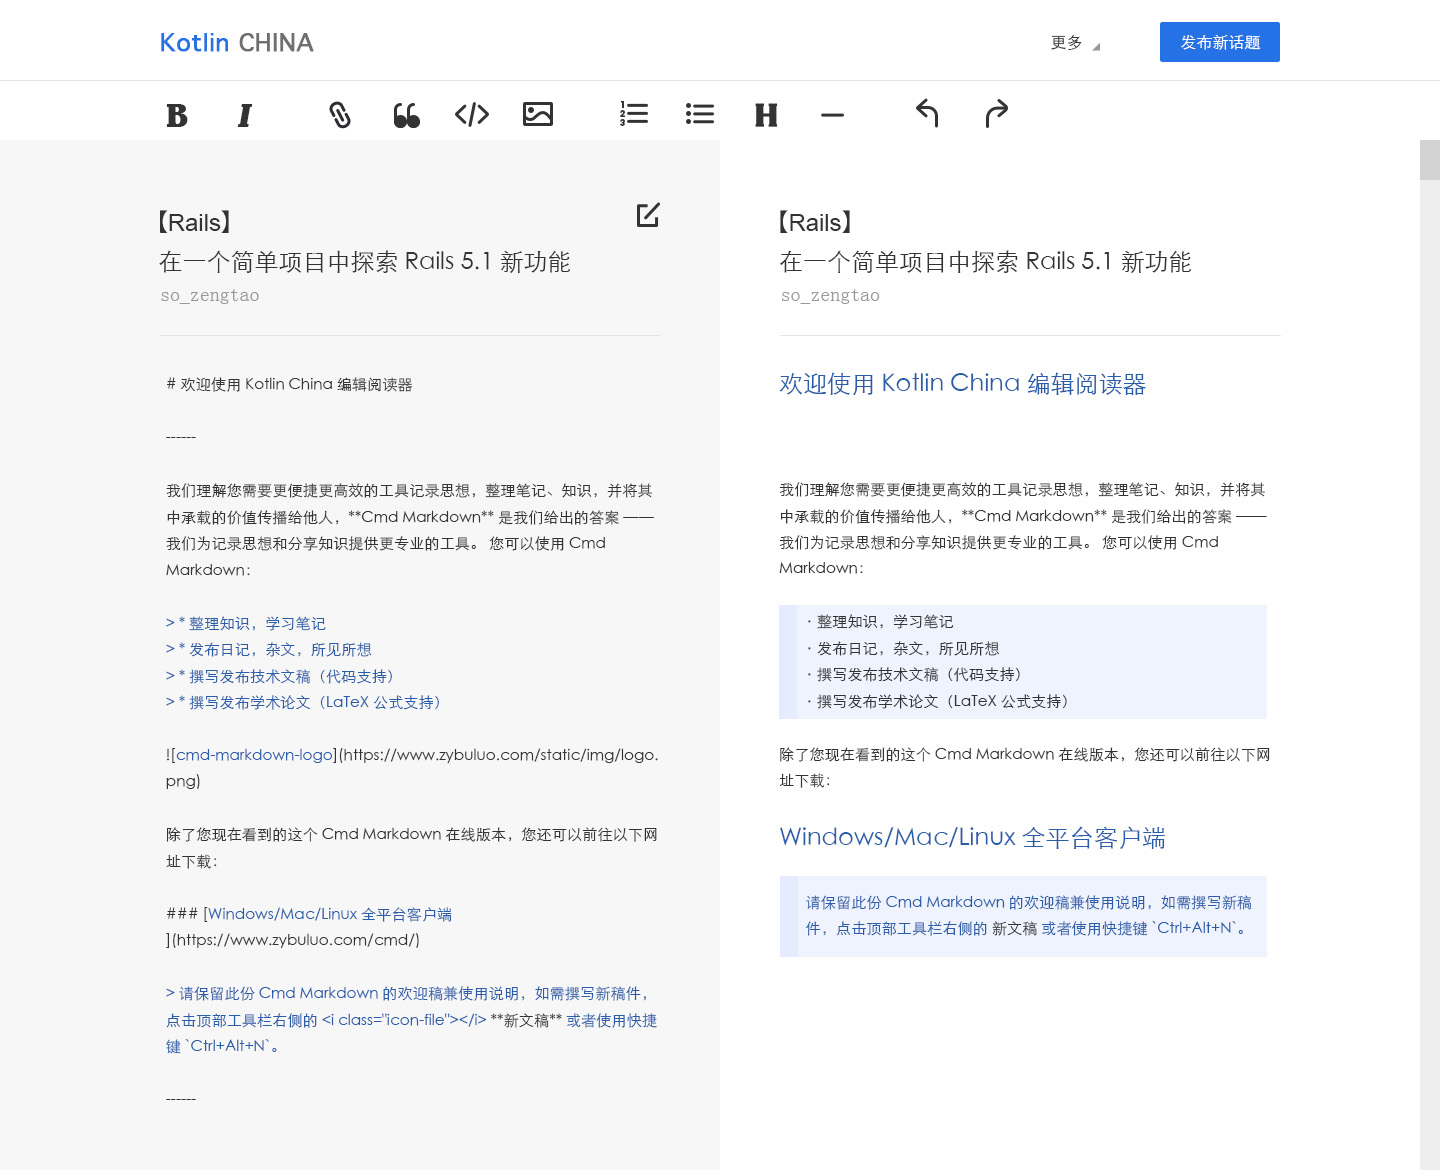 Kotlin CHINA
更多
发布新话题
B I </> 1 2 3 H
【Rails】
在一个简单项目中探索 Rails 5.1 新功能
so_zengtao
# 欢迎使用 Kotlin China 编辑阅读器
------
我们理解您需要更便捷更高效的工具记录思想，整理笔记、知识，并将其
中承载的价值传播给他人，**Cmd Markdown** 是我们给出的答案 ——
我们为记录思想和分享知识提供更专业的工具。 您可以使用 Cmd
Markdown：
> * 整理知识，学习笔记
> * 发布日记，杂文，所见所想
> * 撰写发布技术文稿（代码支持）
> * 撰写发布学术论文（LaTeX 公式支持）
![cmd-markdown-logo](https://www.zybuluo.com/static/img/logo.
png)
除了您现在看到的这个 Cmd Markdown 在线版本，您还可以前往以下网
址下载：
### [Windows/Mac/Linux 全平台客户端
](https://www.zybuluo.com/cmd/)
> 请保留此份 Cmd Markdown 的欢迎稿兼使用说明，如需撰写新稿件，
点击顶部工具栏右侧的 <i class="icon-file"></i> **新文稿** 或者使用快捷
键 `Ctrl+Alt+N`。
------
【Rails】
在一个简单项目中探索 Rails 5.1 新功能
so_zengtao
欢迎使用 Kotlin China 编辑阅读器
我们理解您需要更便捷更高效的工具记录思想，整理笔记、知识，并将其
中承载的价值传播给他人，**Cmd Markdown** 是我们给出的答案 ——
我们为记录思想和分享知识提供更专业的工具。 您可以使用 Cmd
Markdown：
· 整理知识，学习笔记
· 发布日记，杂文，所见所想
· 撰写发布技术文稿（代码支持）
· 撰写发布学术论文（LaTeX 公式支持）
除了您现在看到的这个 Cmd Markdown 在线版本，您还可以前往以下网
址下载：
Windows/Mac/Linux 全平台客户端
请保留此份 Cmd Markdown 的欢迎稿兼使用说明，如需撰写新稿
件，点击顶部工具栏右侧的 新文稿 或者使用快捷键 `Ctrl+Alt+N`。